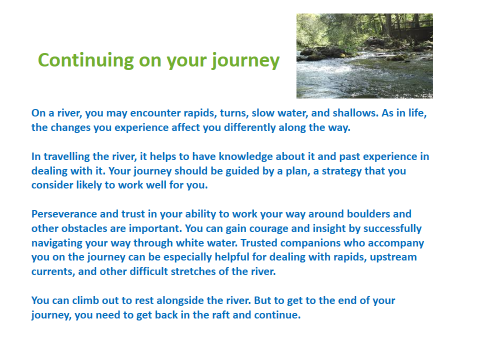 Continuing on your journey
On a river, you may encounter rapids, turns, slow water, and shallows. As in life,
the changes you experience affect you differently along the way.
In travelling the river, it helps to have knowledge about it and past experience in
dealing with it. Your journey should be guided by a plan, a strategy that you
consider likely to work well for you.
Perseverance and trust in your ability to work your way around boulders and
other obstacles are important. You can gain courage and insight by successfully
navigating your way through white water. Trusted companions who accompany
you on the journey can be especially helpful for dealing with rapids, upstream
currents, and other difficult stretches of the river.
You can climb out to rest alongside the river. But to get to the end of your
journey, you need to get back in the raft and continue.